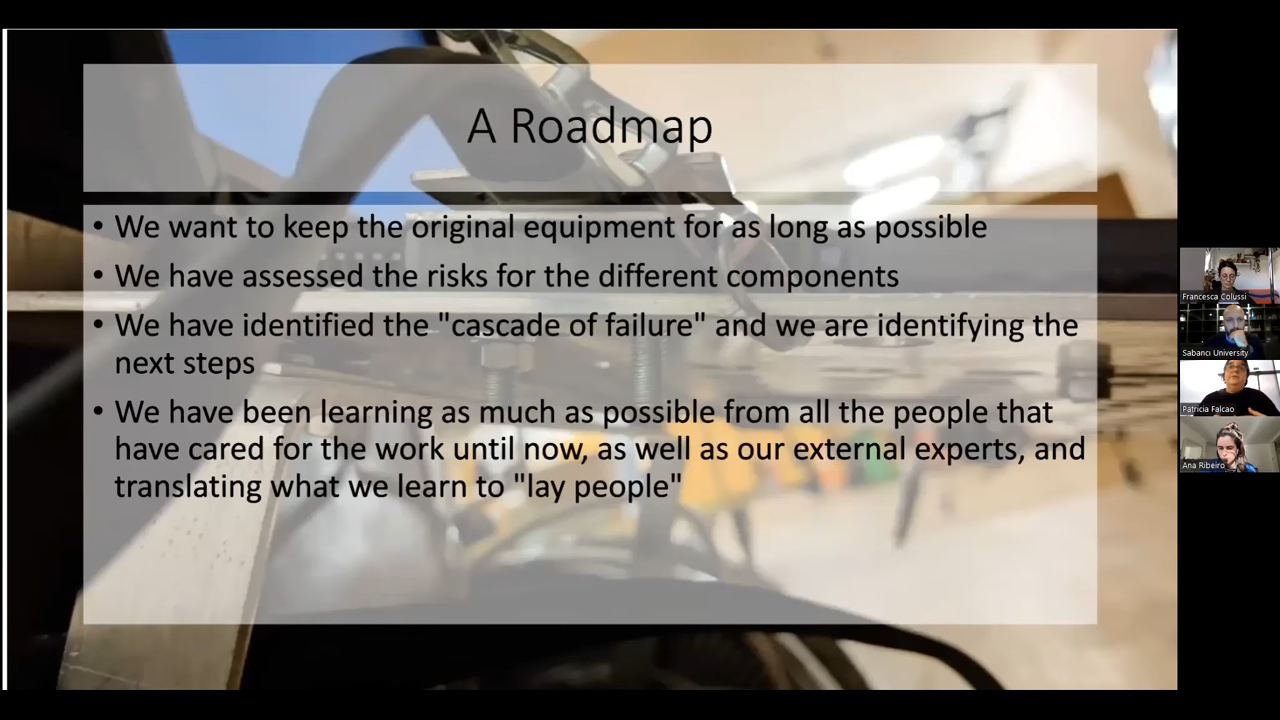 A Roadmap
• We want to keep the original equipment for as long as possible
• We have assessed the risks for the different components
• We have identified the "cascade of failure" and we are identifying the
next steps
• We have been learning as much as possible from all the people that
have cared for the work until now, as well as our external experts, and
translating what we learn to "lay people"
Francesca Colussi
Sabancı University
Patricia Falcao
Ana Ribeiro